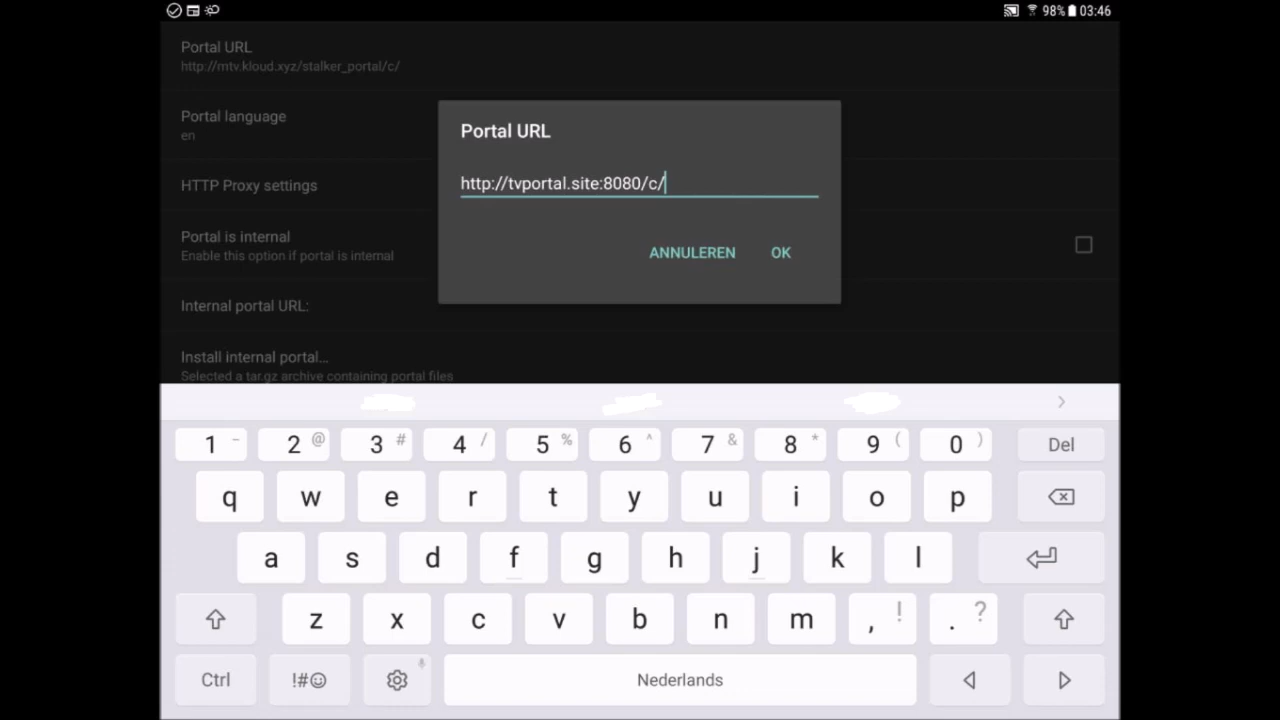 98% 03:46
Portal URL
http://mtv.kloud.xyz/stalker_portal/c/
Portal language
en
HTTP Proxy settings
Portal is internal
Enable this option if portal is internal
Internal portal URL:
Install internal portal...
Selected a tar.gz archive containing portal files
Portal URL
http://tvportal.site:8080/c/
ANNULEREN OK
1 - 2 @ 3 # 4 / 5 % 6 ^ 7 & 8 * 9 ( 0 ) Del
q w e r t y u i o p
a s d f g h j k l
z x c v b n m , ! . ?
Ctrl !#☺ Nederlands